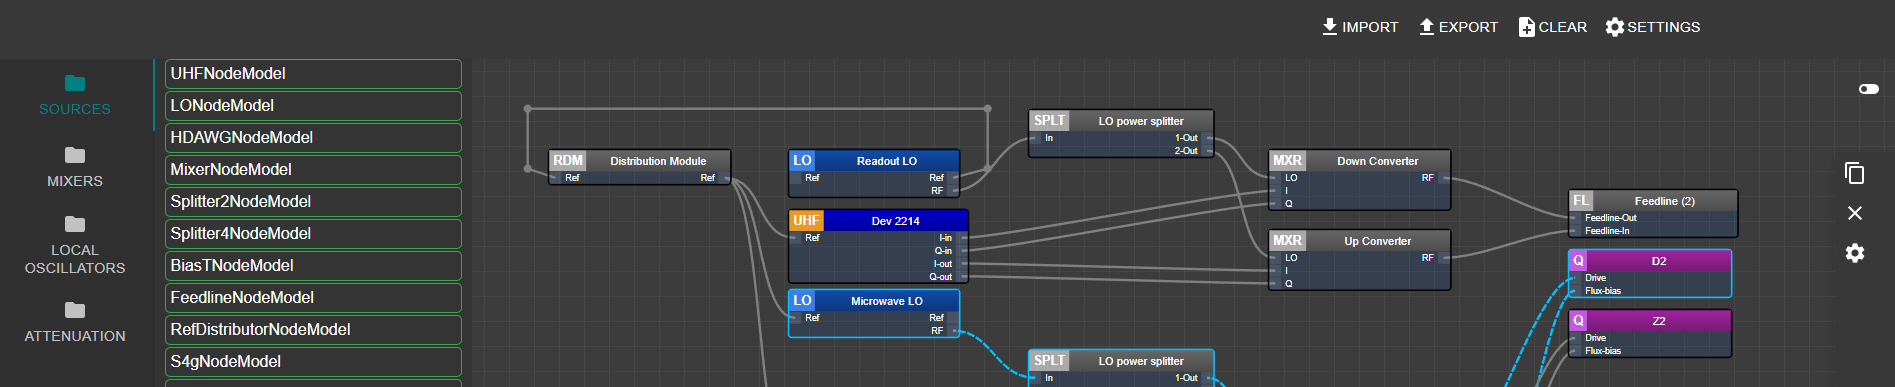 IMPORT
EXPORT
CLEAR
SETTINGS
SOURCES
MIXERS
LOCAL
OSCILLATORS
ATTENUATION
UHFNodeModel
LONodeModel
HDAWGNodeModel
MixerNodeModel
Splitter2NodeModel
Splitter4NodeModel
BiasTNodeModel
FeedlineNodeModel
RefDistributorNodeModel
S4gNodeModel
RDM Distribution Module
Ref Ref
LO Readout LO
Ref Ref
RF
UHF Dev 2214
Ref I-in
Q-in
I-out
Q-out
LO Microwave LO
Ref Ref
RF
SPLT LO power splitter
In 1-Out
2-Out
SPLT LO power splitter
In 1-Out
MXR Down Converter
LO RF
I
Q
MXR Up Converter
LO RF
I
Q
FL Feedline (2)
Feedline-Out
Feedline-In
Q D2
Drive
Flux-bias
Q Z2
Drive
Flux-bias